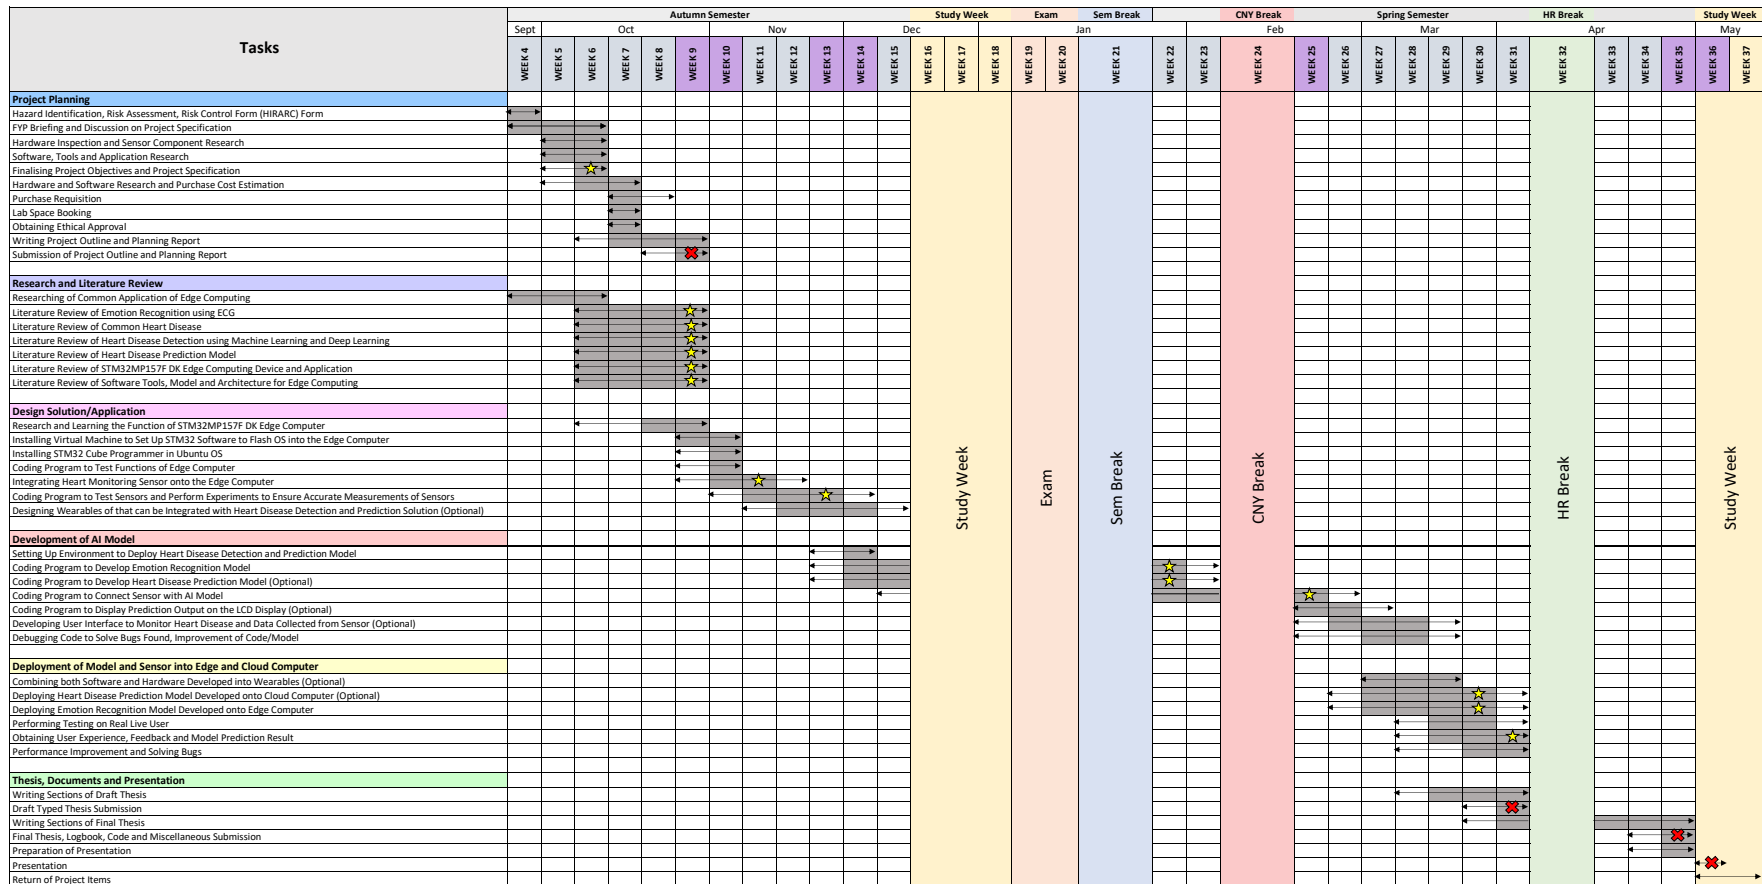 Autumn Semester Study Week Exam Sem Break CNY Break Spring Semester HR Break Study Week
Tasks
Sept Oct Nov Dec Jan Feb Mar Apr May
WEEK 4 WEEK 5 WEEK 6 WEEK 7 WEEK 8 WEEK 9 WEEK 10 WEEK 11 WEEK 12 WEEK 13 WEEK 14 WEEK 15 WEEK 16 WEEK 17 WEEK 18 WEEK 19 WEEK 20 WEEK 21 WEEK 22 WEEK 23 WEEK 24 WEEK 25 WEEK 26 WEEK 27 WEEK 28 WEEK 29 WEEK 30 WEEK 31 WEEK 32 WEEK 33 WEEK 34 WEEK 35 WEEK 36 WEEK 37
Project Planning
Hazard Identification, Risk Assessment, Risk Control Form (HIRARC) Form
FYP Briefing and Discussion on Project Specification
Hardware Inspection and Sensor Component Research
Software, Tools and Application Research
Finalising Project Objectives and Project Specification
Hardware and Software Research and Purchase Cost Estimation
Purchase Requisition
Lab Space Booking
Obtaining Ethical Approval
Writing Project Outline and Planning Report
Submission of Project Outline and Planning Report
Research and Literature Review
Researching of Common Application of Edge Computing
Literature Review of Emotion Recognition using ECG
Literature Review of Common Heart Disease
Literature Review of Heart Disease Detection using Machine Learning and Deep Learning
Literature Review of Heart Disease Prediction Model
Literature Review of STM32MP157F DK Edge Computing Device and Application
Literature Review of Software Tools, Model and Architecture for Edge Computing
Design Solution/Application
Research and Learning the Function of STM32MP157F DK Edge Computer
Installing Virtual Machine to Set Up STM32 Software to Flash OS into the Edge Computer
Installing STM32 Cube Programmer in Ubuntu OS
Coding Program to Test Functions of Edge Computer
Integrating Heart Monitoring Sensor onto the Edge Computer
Coding Program to Test Sensors and Perform Experiments to Ensure Accurate Measurements of Sensors
Designing Wearables of that can be Integrated with Heart Disease Detection and Prediction Solution (Optional)
Development of AI Model
Setting Up Environment to Deploy Heart Disease Detection and Prediction Model
Coding Program to Develop Emotion Recognition Model
Coding Program to Develop Heart Disease Prediction Model (Optional)
Coding Program to Connect Sensor with AI Model
Coding Program to Display Prediction Output on the LCD Display (Optional)
Developing User Interface to Monitor Heart Disease and Data Collected from Sensor (Optional)
Debugging Code to Solve Bugs Found, Improvement of Code/Model
Deployment of Model and Sensor into Edge and Cloud Computer
Combining both Software and Hardware Developed into Wearables (Optional)
Deploying Heart Disease Prediction Model Developed onto Cloud Computer (Optional)
Deploying Emotion Recognition Model Developed onto Edge Computer
Performing Testing on Real Live User
Obtaining User Experience, Feedback and Model Prediction Result
Performance Improvement and Solving Bugs
Thesis, Documents and Presentation
Writing Sections of Draft Thesis
Draft Typed Thesis Submission
Writing Sections of Final Thesis
Final Thesis, Logbook, Code and Miscellaneous Submission
Preparation of Presentation
Presentation
Return of Project Items
Study Week
Exam
Sem Break
CNY Break
HR Break
Study Week